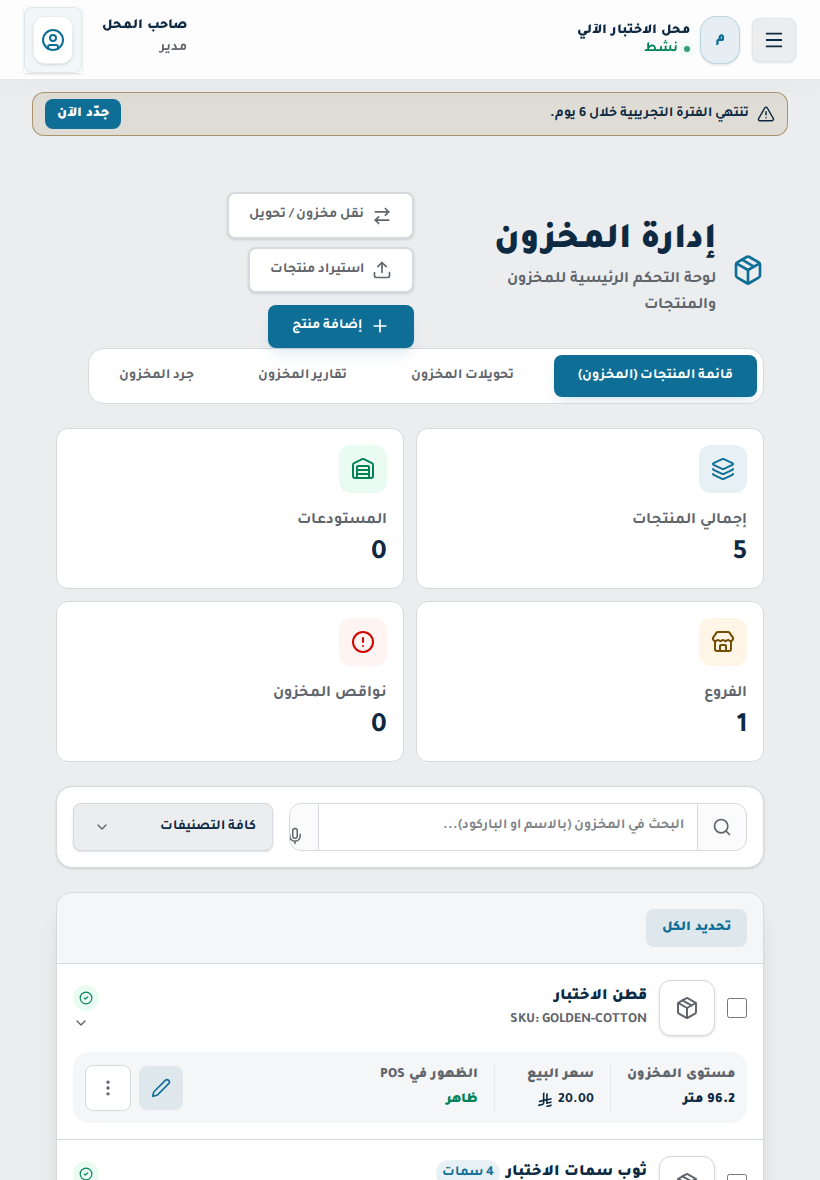 محل الاختبار الآلي
نشط
م
صاحب المحل
مدير
تنتهي الفترة التجريبية خلال 6 يوم.
جدّد الآن
إدارة المخزون
لوحة التحكم الرئيسية للمخزون
والمنتجات
نقل مخزون / تحويل
استيراد منتجات
إضافة منتج
قائمة المنتجات (المخزون)
تحويلات المخزون
تقارير المخزون
جرد المخزون
إجمالي المنتجات
5
المستودعات
0
الفروع
1
نواقص المخزون
0
البحث في المخزون (بالاسم او الباركود)...
كافة التصنيفات
تحديد الكل
قطن الاختبار
SKU: GOLDEN-COTTON
مستوى المخزون
96.2 متر
سعر البيع
20.00
الظهور في POS
ظاهر
ثوب سمات الاختبار
4 سمات